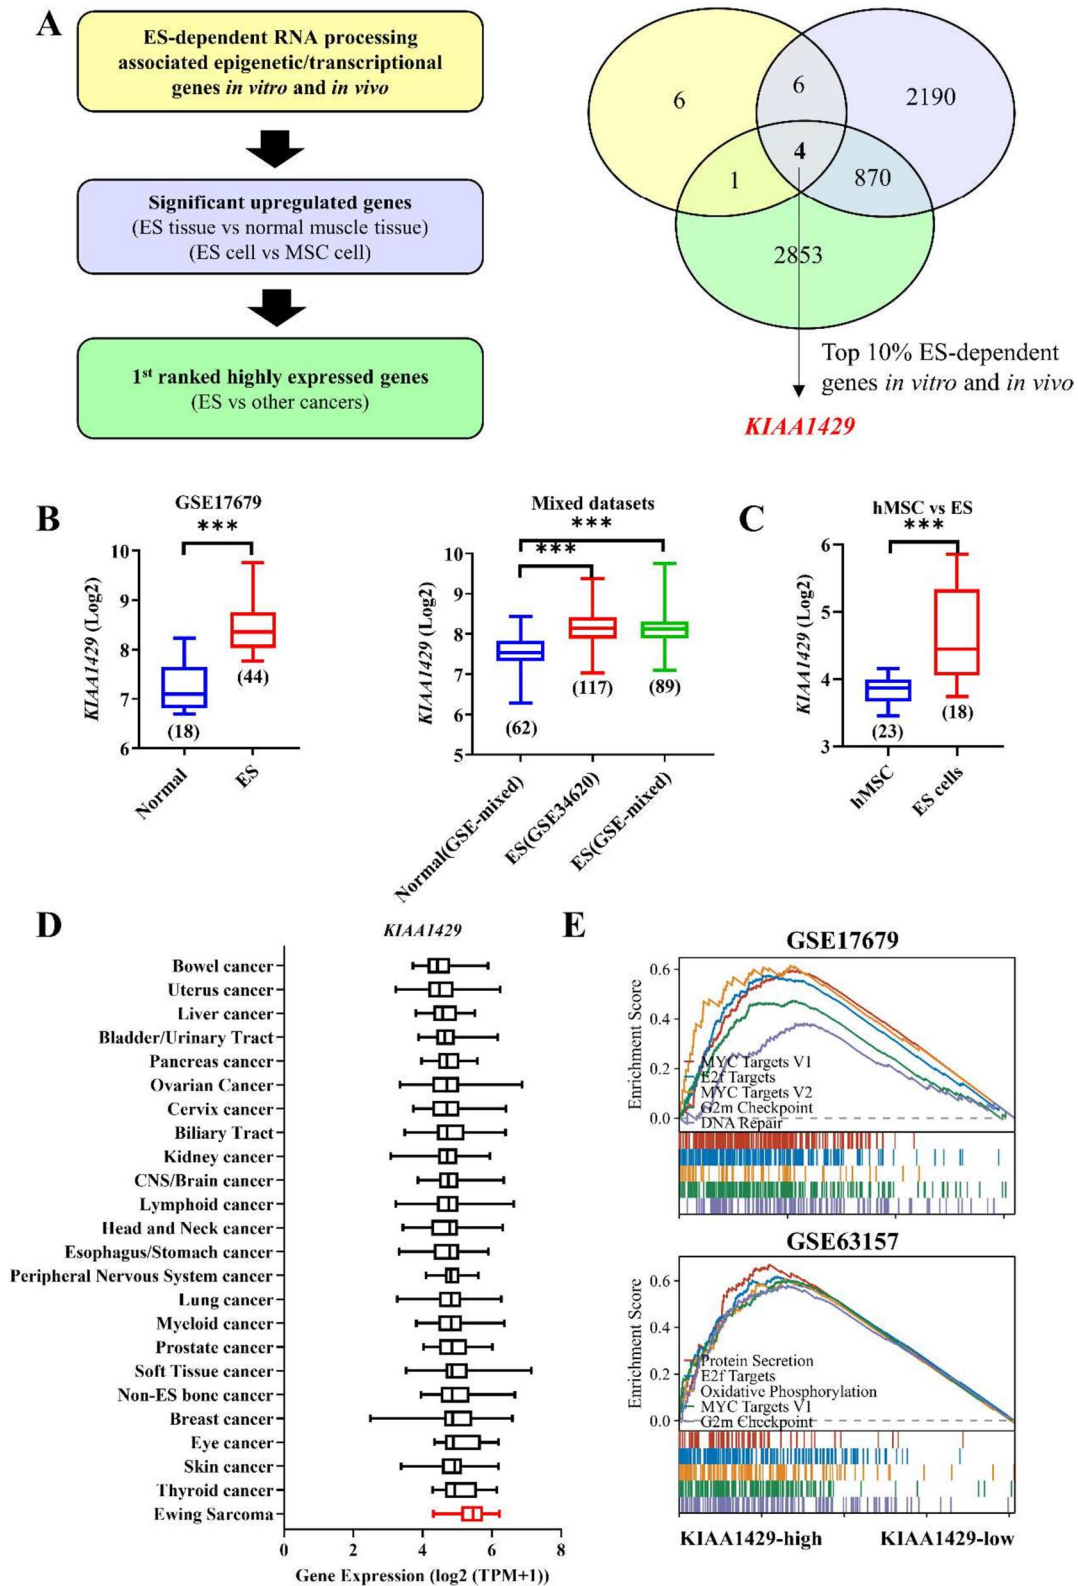 A
ES-dependent RNA processing
associated epigenetic/transcriptional
genes in vitro and in vivo
Significant upregulated genes
(ES tissue vs normal muscle tissue)
(ES cell vs MSC cell)
1st ranked highly expressed genes
(ES vs other cancers)
6
6
2190
4
1
870
2853
Top 10% ES-dependent
genes in vitro and in vivo
KIAA1429
B
GSE17679
***
KIAA1429 (Log2)
10
9
8
7
6
(18)
(44)
Normal
ES
Mixed datasets
***
***
KIAA1429 (Log2)
10
9
8
7
6
5
(62)
(117)
(89)
Normal(GSE-mixed)
ES(GSE34620)
ES(GSE-mixed)
C
hMSC vs ES
***
KIAA1429 (Log2)
6
5
4
3
(23)
(18)
hMSC
ES cells
D
KIAA1429
Bowel cancer
Uterus cancer
Liver cancer
Bladder/Urinary Tract
Pancreas cancer
Ovarian Cancer
Cervix cancer
Biliary Tract
Kidney cancer
CNS/Brain cancer
Lymphoid cancer
Head and Neck cancer
Esophagus/Stomach cancer
Peripheral Nervous System cancer
Lung cancer
Myeloid cancer
Prostate cancer
Soft Tissue cancer
Non-ES bone cancer
Breast cancer
Eye cancer
Skin cancer
Thyroid cancer
Ewing Sarcoma
0 2 4 6 8
Gene Expression (log2 (TPM+1))
E
GSE17679
Enrichment Score
0.6
0.4
0.2
0.0
MYC Targets V1
E2f Targets
MYC Targets V2
G2m Checkpoint
DNA Repair
GSE63157
Enrichment Score
0.6
0.4
0.2
0.0
Protein Secretion
E2f Targets
Oxidative Phosphorylation
MYC Targets V1
G2m Checkpoint
KIAA1429-high KIAA1429-low